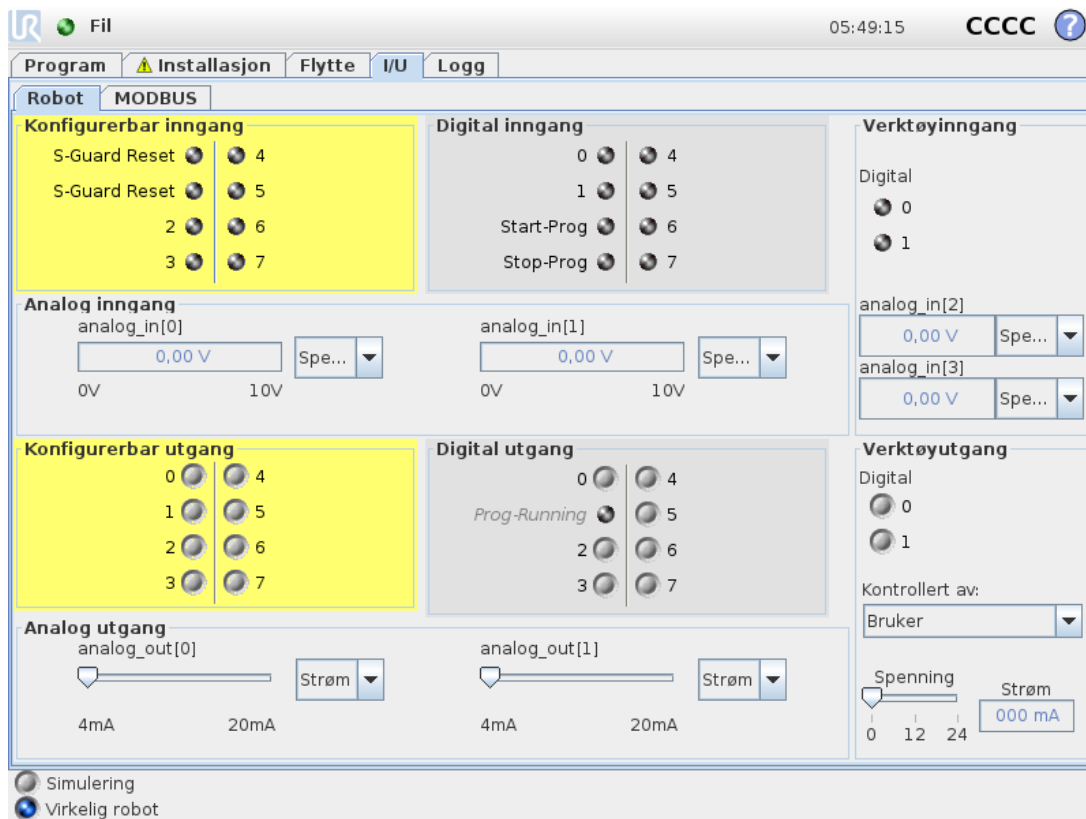 UR Fil 05:49:15 CCCC ?
Program Installasjon Flytte I/U Logg
Robot MODBUS
Konfigurerbar inngang
S-Guard Reset 4
S-Guard Reset 5
2 6
3 7
Digital inngang
0 4
1 5
Start-Prog 6
Stop-Prog 7
Verktøyinngang
Digital
0
1
analog_in[2]
0,00 V Spe...
analog_in[3]
0,00 V Spe...
Analog inngang
analog_in[0]
0,00 V Spe...
0V 10V
analog_in[1]
0,00 V Spe...
0V 10V
Konfigurerbar utgang
0 4
1 5
2 6
3 7
Digital utgang
0 4
Prog-Running 5
2 6
3 7
Verktøyutgang
Digital
0
1
Kontrollert av:
Bruker
Spenning
0 12 24
Strøm
000 mA
Analog utgang
analog_out[0]
Strøm
4mA 20mA
analog_out[1]
Strøm
4mA 20mA
Simulering
Virkelig robot